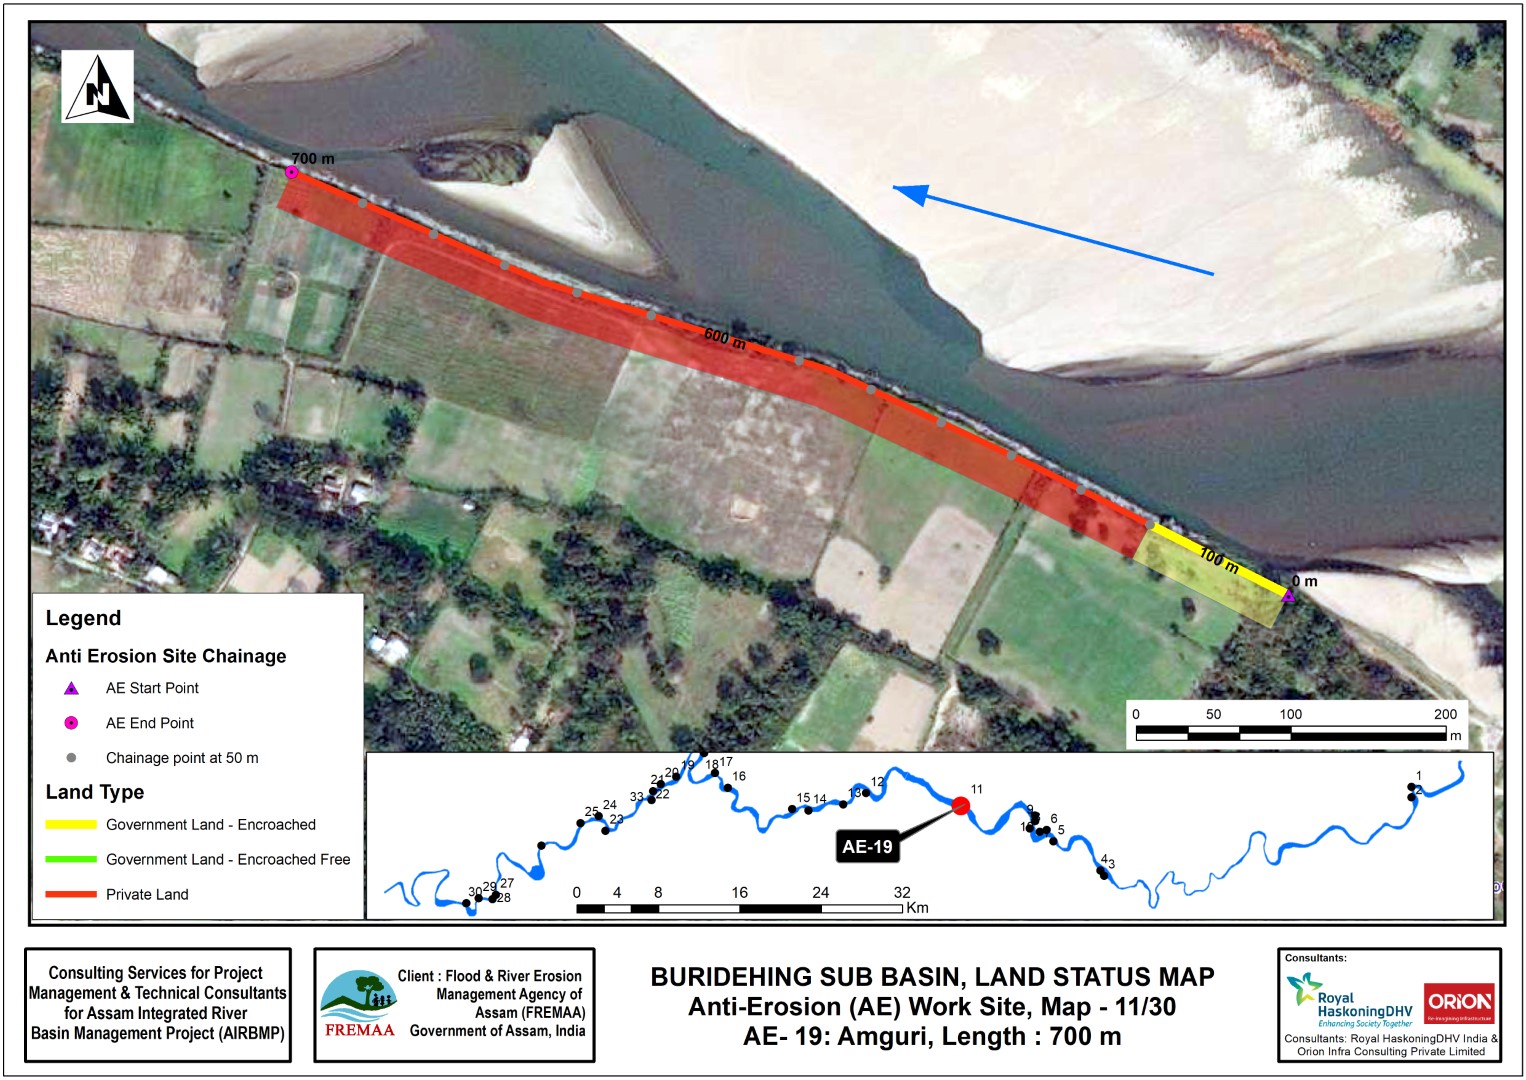 N
700 m
600 m
100 m
0 m
Legend
Anti Erosion Site Chainage
AE Start Point
AE End Point
Chainage point at 50 m
Land Type
Government Land - Encroached
Government Land - Encroached Free
Private Land
0 50 100 200
m
1
2
3
4
5
6
9
11
12
13
14
15
16
17
18
19
20
21
22
33
24
25
23
27
28
29
30
AE-19
0 4 8 16 24 32
Km
Consulting Services for Project
Management & Technical Consultants
for Assam Integrated River
Basin Management Project (AIRBMP)
FREMAA
Client : Flood & River Erosion
Management Agency of
Assam (FREMAA)
Government of Assam, India
BURIDEHING SUB BASIN, LAND STATUS MAP
Anti-Erosion (AE) Work Site, Map - 11/30
AE- 19: Amguri, Length : 700 m
Consultants:
Royal
HaskoningDHV
Enhancing Society Together
ORION
Re-imagining Infrastructure
Consultants: Royal HaskoningDHV India &
Orion Infra Consulting Private Limited